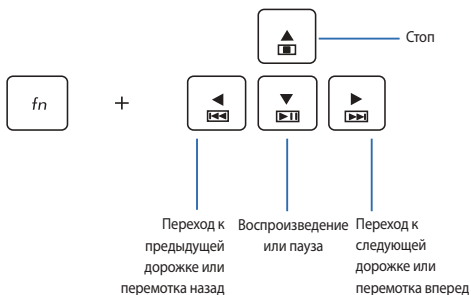 Стоп
fn +
Переход к
предыдущей
дорожке или
перемотка назад
Воспроизведение
или пауза
Переход к
следующей
дорожке или
перемотка вперед